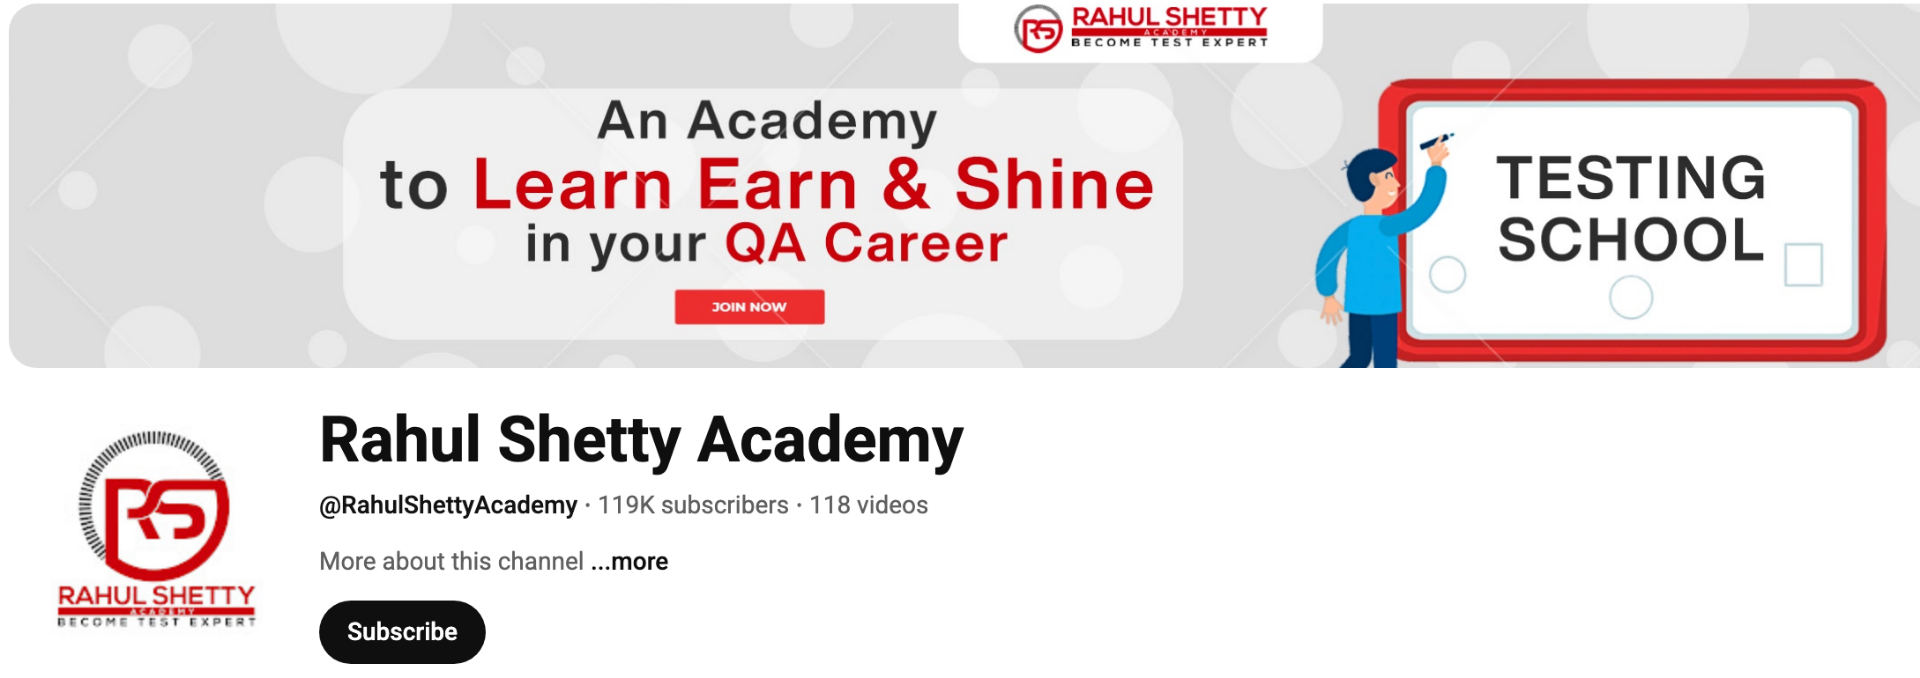 RAHUL SHETTY
ACADEMY
BECOME TEST EXPERT
An Academy
to Learn Earn & Shine
in your QA Career
JOIN NOW
TESTING
SCHOOL
Rahul Shetty Academy
@RahulShettyAcademy · 119K subscribers · 118 videos
More about this channel ...more
Subscribe
RS
RAHUL SHETTY
ACADEMY
BECOME TEST EXPERT